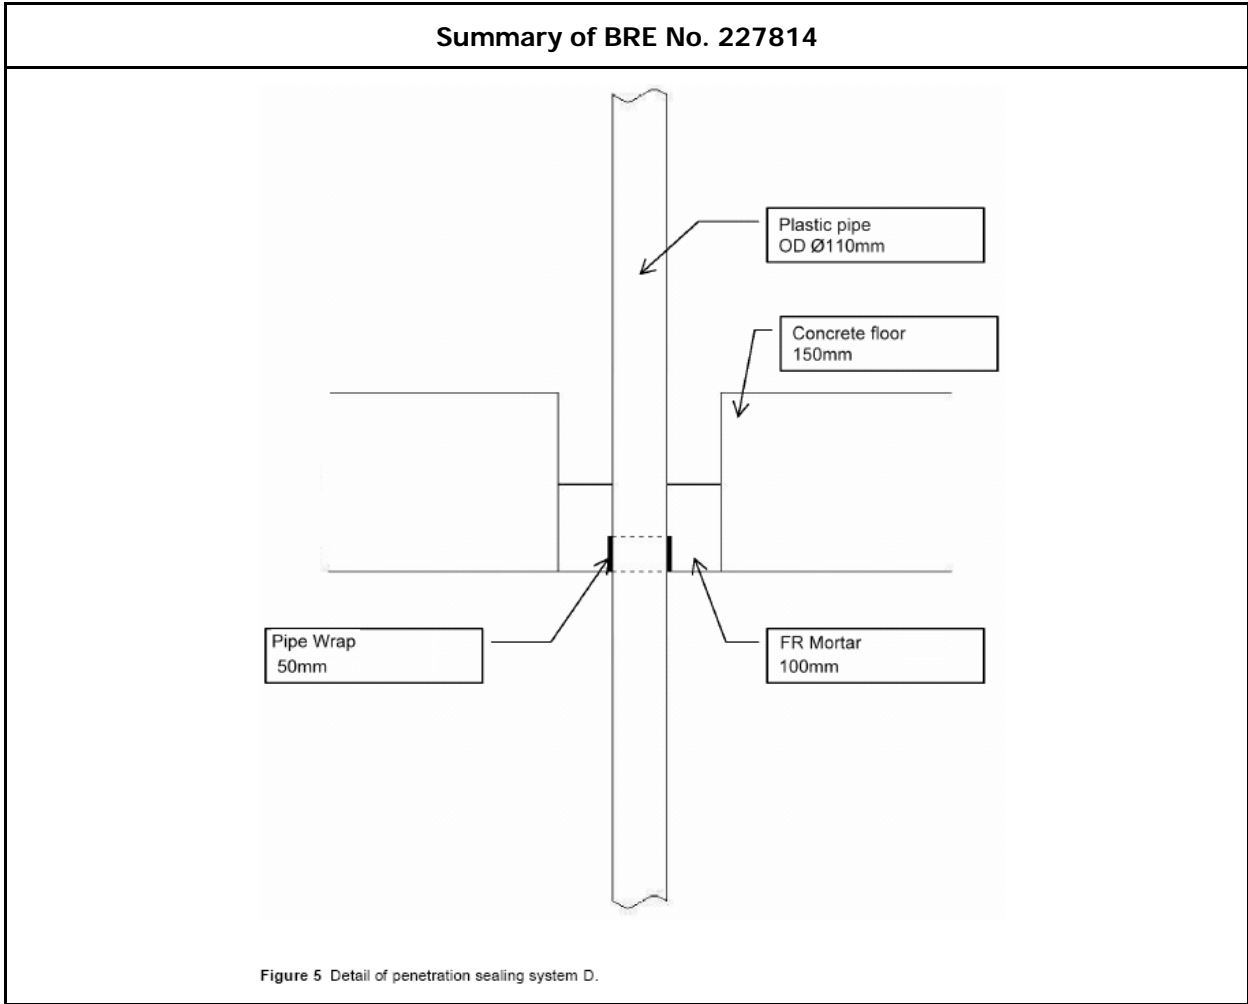 Summary of BRE No. 227814
Plastic pipe
OD Ø110mm
Concrete floor
150mm
Pipe Wrap
50mm
FR Mortar
100mm
Figure 5 Detail of penetration sealing system D.